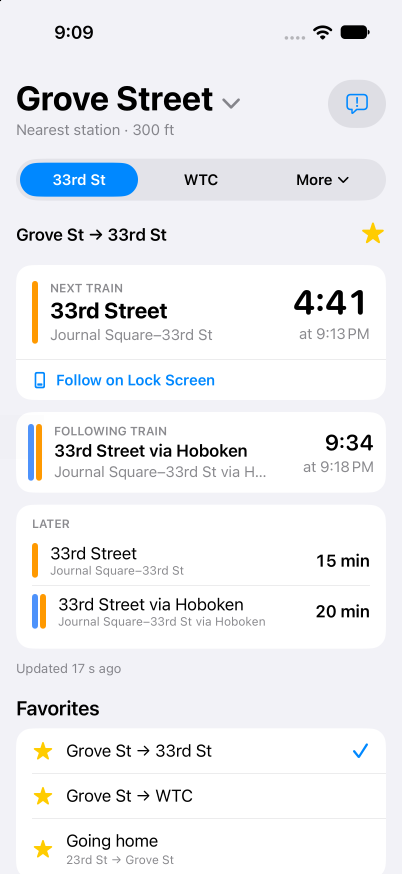 9:09
Grove Street
Nearest station · 300 ft
33rd St
WTC
More
Grove St → 33rd St
NEXT TRAIN
33rd Street
Journal Square–33rd St
4:41
at 9:13 PM
Follow on Lock Screen
FOLLOWING TRAIN
33rd Street via Hoboken
Journal Square–33rd St via H...
9:34
at 9:18 PM
LATER
33rd Street
Journal Square–33rd St
15 min
33rd Street via Hoboken
Journal Square–33rd St via Hoboken
20 min
Updated 17 s ago
Favorites
Grove St → 33rd St
Grove St → WTC
Going home
23rd St → Grove St